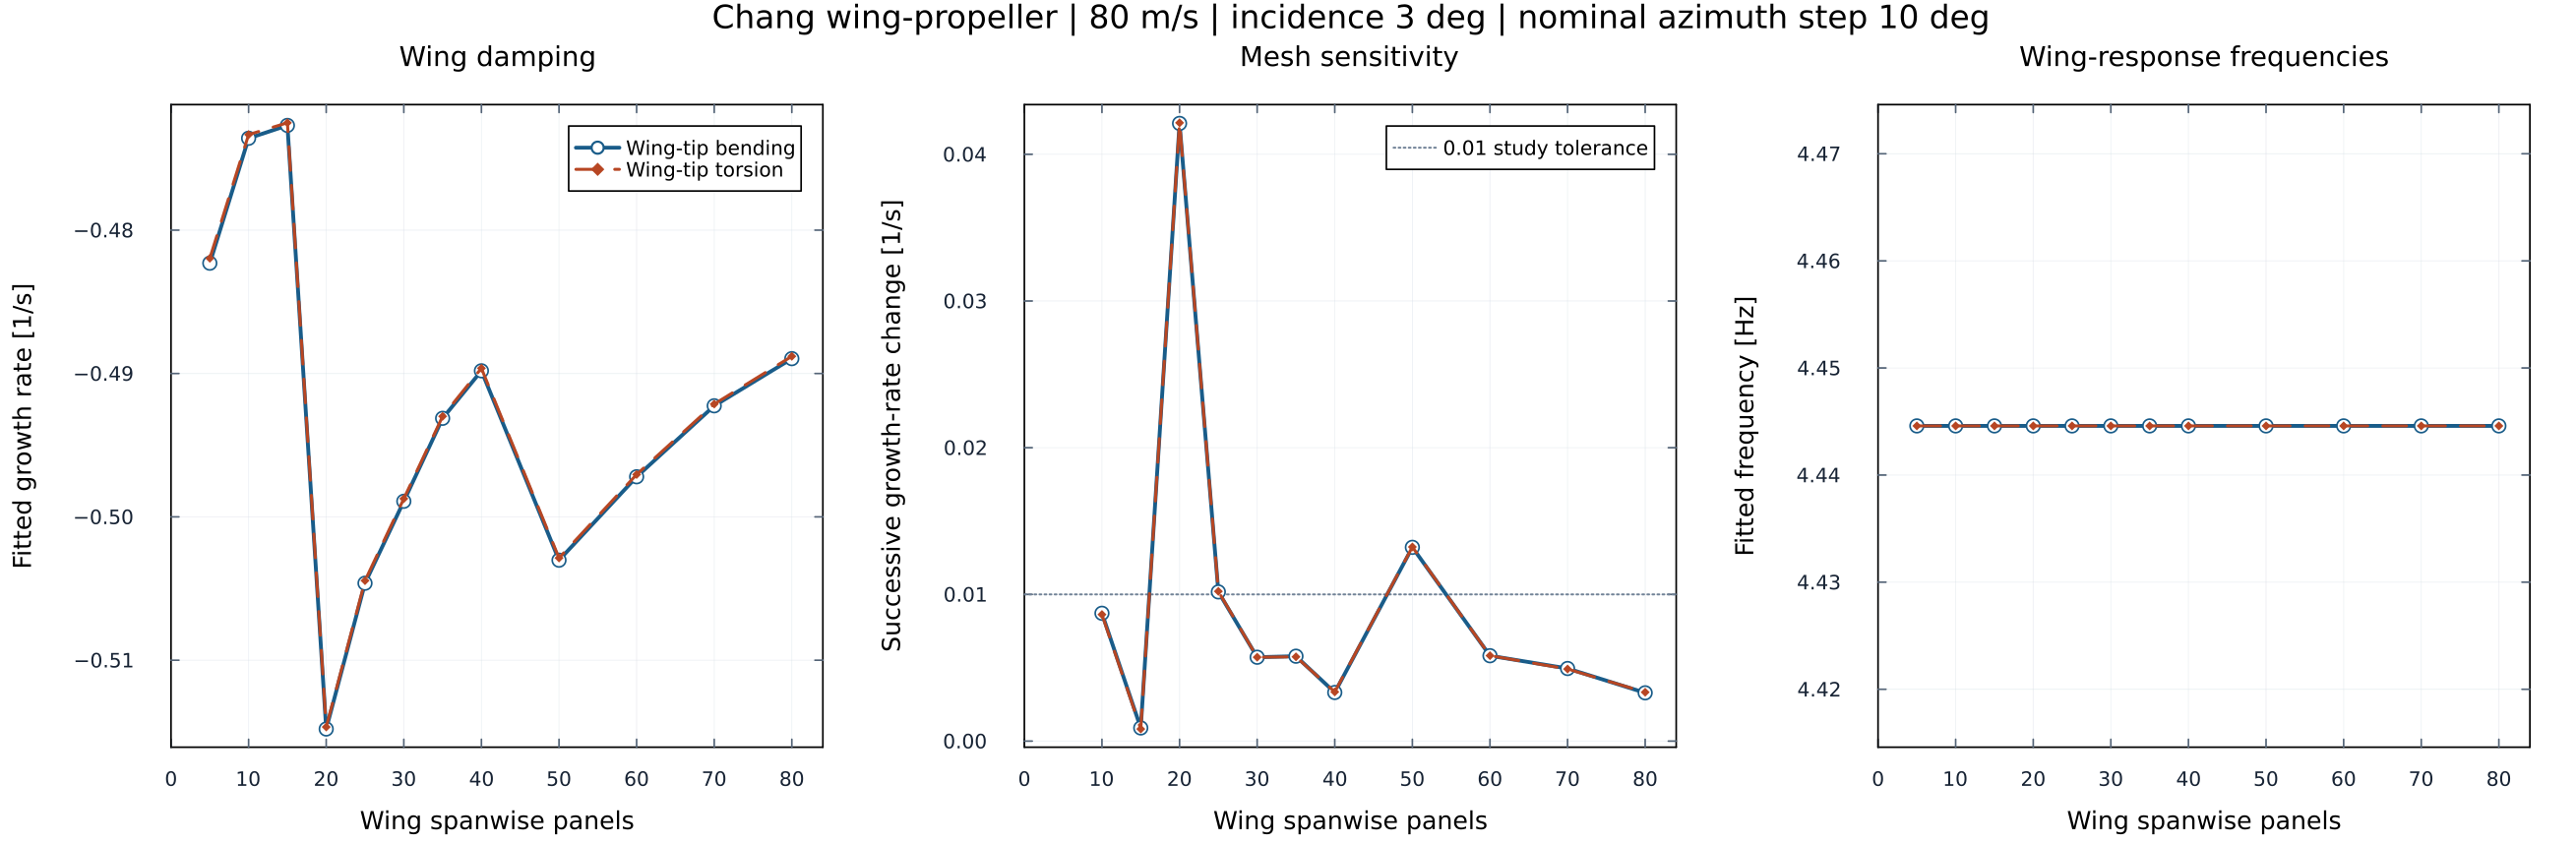 Chang wing-propeller | 80 m/s | incidence 3 deg | nominal azimuth step 10 deg
Wing damping
Fitted growth rate [1/s]
−0.48
−0.49
−0.50
−0.51
Wing-tip bending
Wing-tip torsion
0 10 20 30 40 50 60 70 80
Wing spanwise panels
Mesh sensitivity
Successive growth-rate change [1/s]
0.04
0.03
0.02
0.01
0.00
0.01 study tolerance
0 10 20 30 40 50 60 70 80
Wing spanwise panels
Wing-response frequencies
Fitted frequency [Hz]
4.47
4.46
4.45
4.44
4.43
4.42
0 10 20 30 40 50 60 70 80
Wing spanwise panels